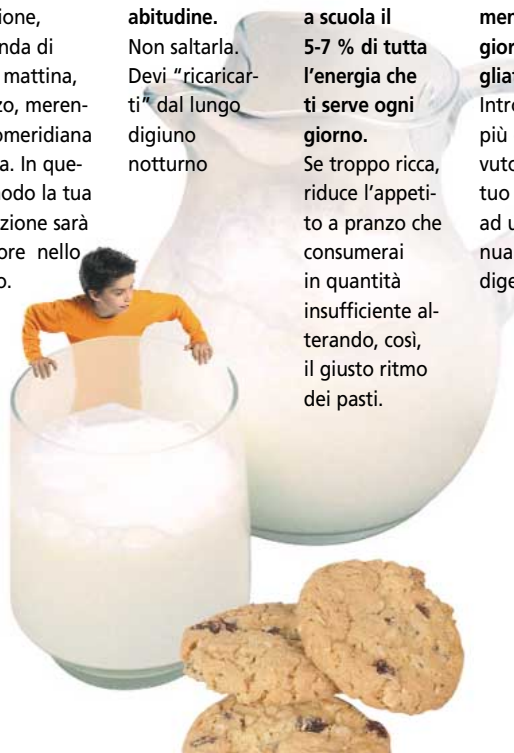 ione,
nda di
mattina,
zo, meren-
omeridiana
a. In que-
nodo la tua
zione sarà
ore nello
o.
abitudine.
Non saltarla.
Devi “ricaricar-
ti” dal lungo
digiuno
notturno
a scuola il
5-7 % di tutta
l’energia che
ti serve ogni
giorno.
Se troppo ricca,
riduce l’appeti-
to a pranzo che
consumerai
in quantità
insufficiente al-
terando, così,
il giusto ritmo
dei pasti.
mer
gior
gliat
Intro
più
vuto
tuo
ad u
nua
dige